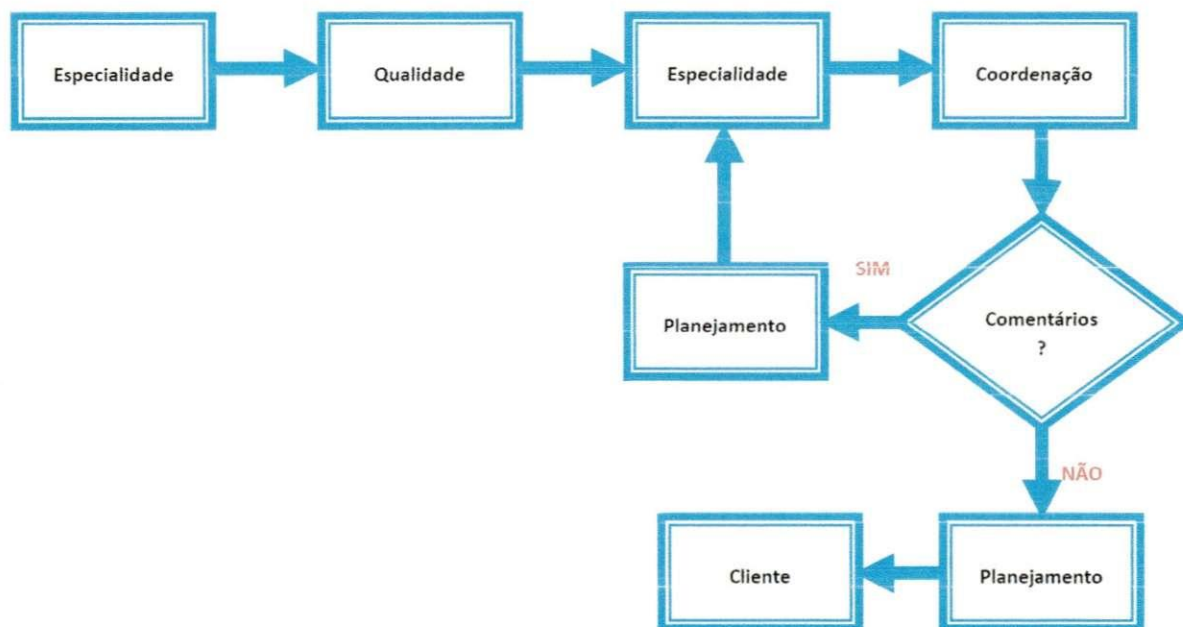 Especialidade
Qualidade
Especialidade
Coordenação
SIM
Planejamento
Comentários
?
NÃO
Cliente
Planejamento